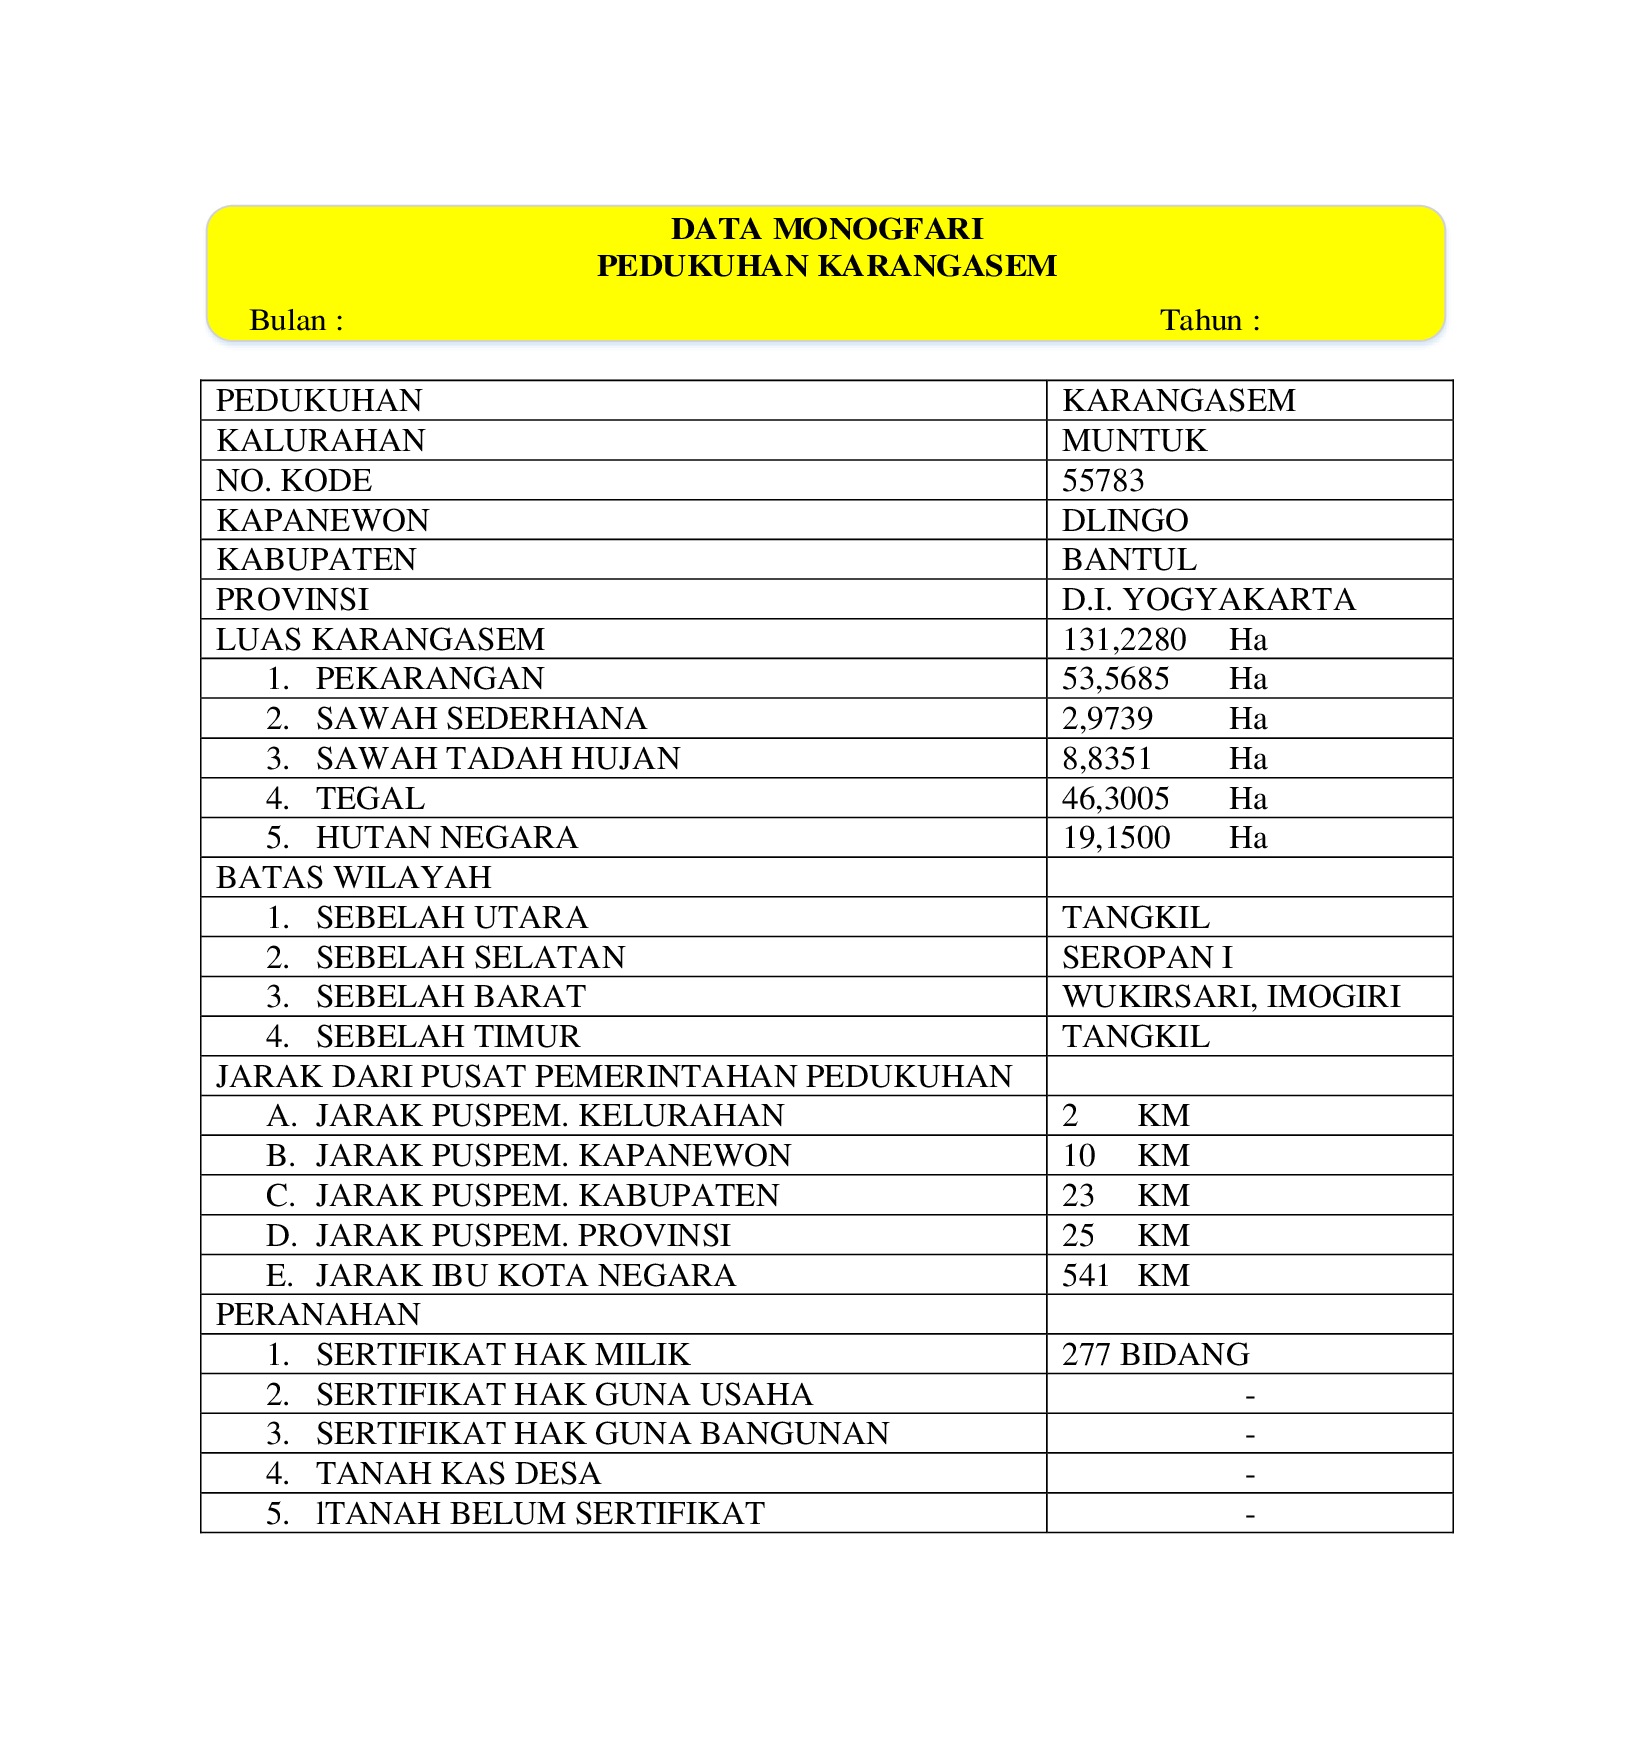 DATA MONOGFARI
PEDUKUHAN KARANGASEM
Bulan : Tahun :
PEDUKUHAN KARANGASEM
KALURAHAN MUNTUK
NO. KODE 55783
KAPANEWON DLINGO
KABUPATEN BANTUL
PROVINSI D.I. YOGYAKARTA
LUAS KARANGASEM 131,2280 Ha
1. PEKARANGAN 53,5685 Ha
2. SAWAH SEDERHANA 2,9739 Ha
3. SAWAH TADAH HUJAN 8,8351 Ha
4. TEGAL 46,3005 Ha
5. HUTAN NEGARA 19,1500 Ha
BATAS WILAYAH
1. SEBELAH UTARA TANGKIL
2. SEBELAH SELATAN SEROPAN I
3. SEBELAH BARAT WUKIRSARI, IMOGIRI
4. SEBELAH TIMUR TANGKIL
JARAK DARI PUSAT PEMERINTAHAN PEDUKUHAN
A. JARAK PUSPEM. KELURAHAN 2 KM
B. JARAK PUSPEM. KAPANEWON 10 KM
C. JARAK PUSPEM. KABUPATEN 23 KM
D. JARAK PUSPEM. PROVINSI 25 KM
E. JARAK IBU KOTA NEGARA 541 KM
PERANAHAN
1. SERTIFIKAT HAK MILIK 277 BIDANG
2. SERTIFIKAT HAK GUNA USAHA -
3. SERTIFIKAT HAK GUNA BANGUNAN -
4. TANAH KAS DESA -
5. lTANAH BELUM SERTIFIKAT -